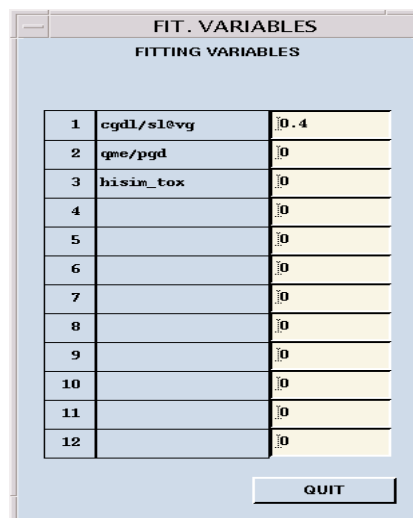 FIT. VARIABLES
FITTING VARIABLES
1 cgdl/sl@vg 0.4
2 qme/pgd 0
3 hisim_tox 0
4 0
5 0
6 0
7 0
8 0
9 0
10 0
11 0
12 0
QUIT